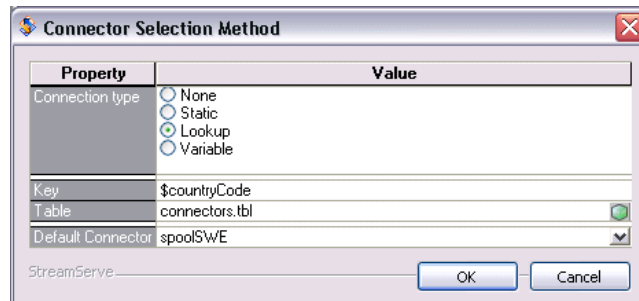 Connector Selection Method
Property Value
Connection type None
Static
Lookup
Variable
Key $countryCode
Table connectors.tbl
Default Connector spoolSWE
StreamServe OK Cancel